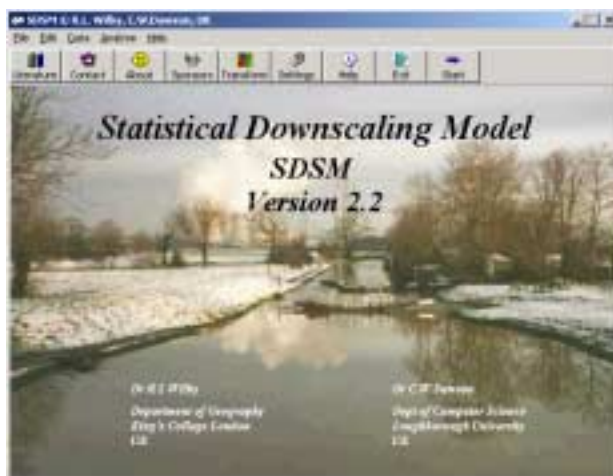 SDSM © R.L. Wilby, C.W.Dawson, UK
File Edit Data Analyse Help
Literature Contact About Sponsors Transform Settings Help Exit Start
Statistical Downscaling Model
SDSM
Version 2.2
Dr R.L Wilby
Dr C.W Dawson
Department of Geography
King's College London
UK
Dept of Computer Science
Loughborough University
UK